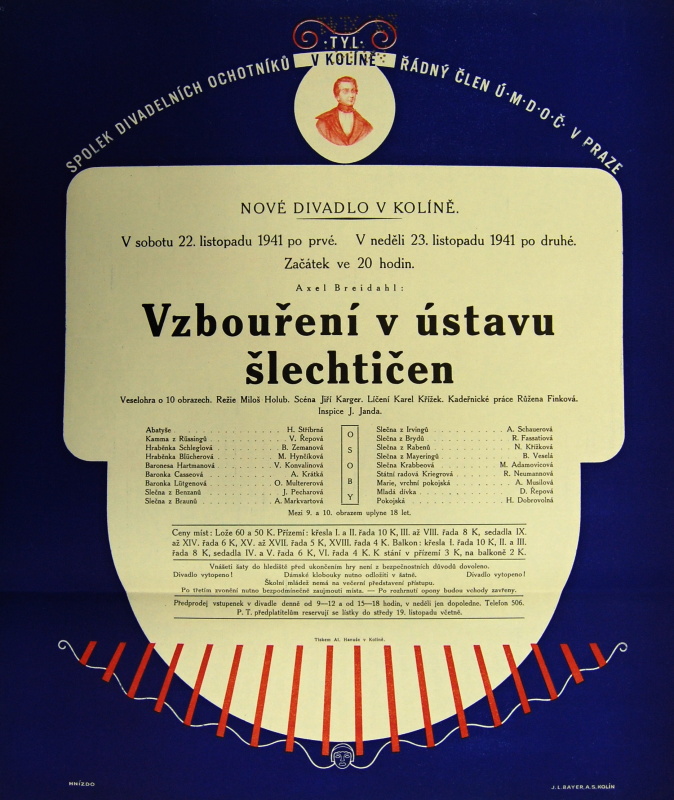 ·TYL·
V KOLÍNĚ
SPOLEK DIVADELNÍCH OCHOTNÍKŮ
ŘÁDNÝ ČLEN Ú·M·D·O·Č· V PRAZE
NOVÉ DIVADLO V KOLÍNĚ.
V sobotu 22. listopadu 1941 po prvé. V neděli 23. listopadu 1941 po druhé.
Začátek ve 20 hodin.
Axel Breidahl:
Vzbouření v ústavu
šlechtičen
Veselohra o 10 obrazech. Režie Miloš Holub. Scéna Jiří Karger. Líčení Karel Křížek. Kadeřnické práce Růžena Finková.
Inspice J. Janda.
OSOBY
Abatyše . . . H. Stříbrná
Kamma z Rüssingů . . . V. Řepová
Hraběnka Schleglová . . . B. Zemanová
Hraběnka Blücherová . . . M. Hynčíková
Baronesa Hartmanová . . . V. Konvalinová
Baronka Casseová . . . A. Krátká
Baronka Lütgenová . . . O. Multererová
Slečna z Benzanů . . . J. Pecharová
Slečna z Braunů . . . A. Markvartová
Slečna z Irvingů . . . A. Schauerová
Slečna z Brydů . . . R. Fassatiová
Slečna z Rabenů . . . N. Křížková
Slečna z Mayeringů . . . B. Veselá
Slečna Krabbeová . . . M. Adamovicová
Státní radová Kriegrová . . . R. Neumannová
Marie, vrchní pokojská . . . A. Musilová
Mladá dívka . . . D. Řepová
Pokojská . . . H. Dobrovolná
Mezi 9. a 10. obrazem uplyne 18 let.
Ceny míst: Lože 60 a 50 K. Přízemí: křesla I. a II. řada 10 K, III. až VIII. řada 8 K, sedadla IX.
až XIV. řada 6 K, XV. až XVII. řada 5 K, XVIII. řada 4 K. Balkon: křesla I. řada 10 K, II. a III.
řada 8 K, sedadla IV. a V. řada 6 K, VI. řada 4 K. K stání v přízemí 3 K, na balkoně 2 K.
Vnášeti šaty do hlediště před ukončením hry není z bezpečnostních důvodů dovoleno.
Divadlo vytopeno! Dámské klobouky nutno odložiti v šatně. Divadlo vytopeno!
Školní mládež nemá na večerní představení přístupu.
Po třetím zvonění nutno bezpodmínečně zaujmouti místa. — Po rozhrnutí opony budou vchody zavřeny.
Předprodej vstupenek v divadle denně od 9—12 a od 15—18 hodin, v neděli jen dopoledne. Telefon 506.
P. T. předplatitelům reservují se lístky do středy 19. listopadu včetně.
Tiskem Al. Hanuše v Kolíně.
HNÍZDO
J.L.BAYER.A.S.KOLÍN